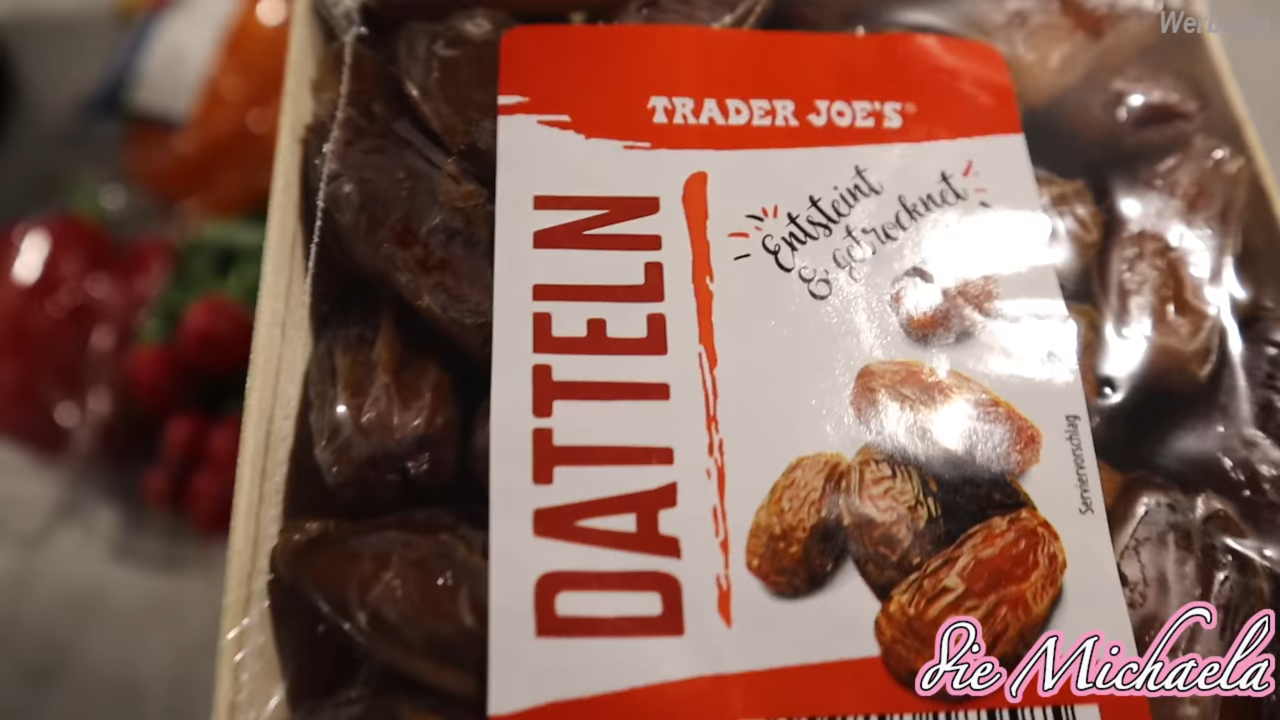 TRADER JOE'S®
DATTELN
Entsteint
& getrocknet
Serviervorschlag
Die Michaela